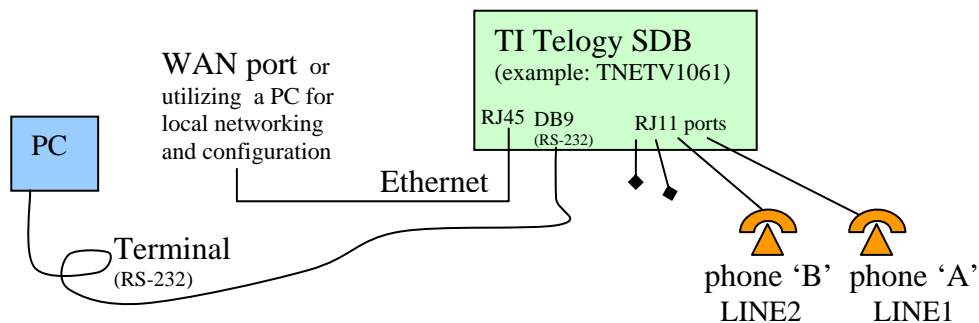 TI Telogy SDB
(example: TNETV1061)
WAN port or
utilizing a PC for
local networking
and configuration
RJ45
DB9
(RS-232)
RJ11 ports
PC
Ethernet
Terminal
(RS-232)
phone ‘B’
LINE2
phone ‘A’
LINE1